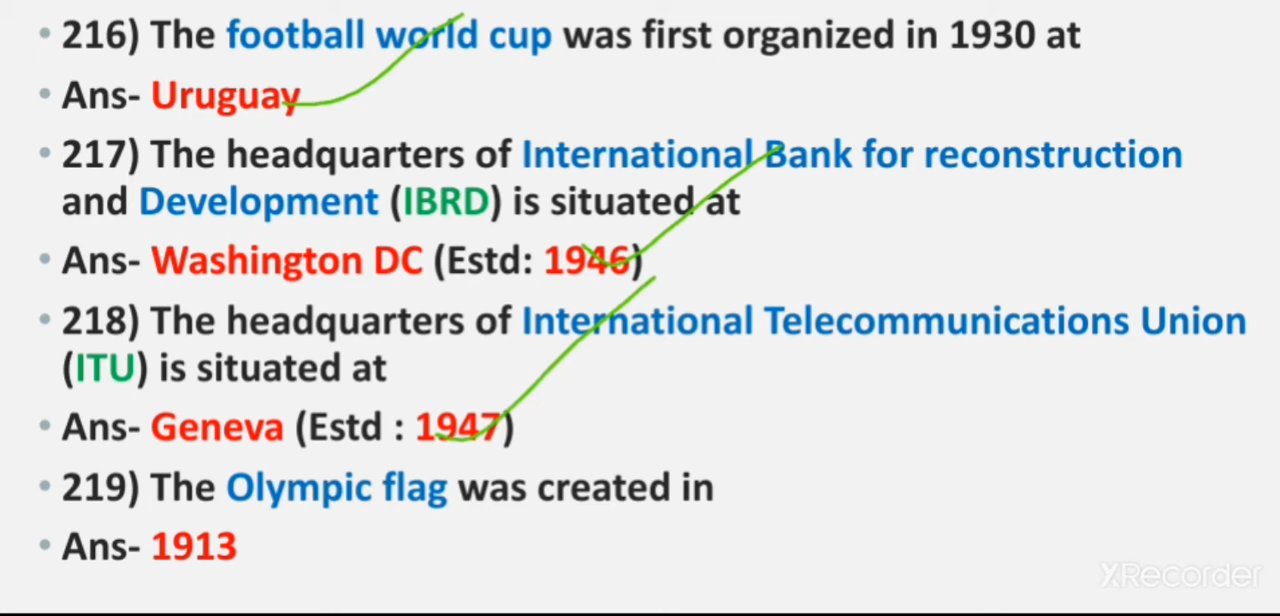 • 216) The football world cup was first organized in 1930 at
• Ans- Uruguay
• 217) The headquarters of International Bank for reconstruction
and Development (IBRD) is situated at
• Ans- Washington DC (Estd: 1946)
• 218) The headquarters of International Telecommunications Union
(ITU) is situated at
• Ans- Geneva (Estd : 1947)
• 219) The Olympic flag was created in
• Ans- 1913
XRecorder